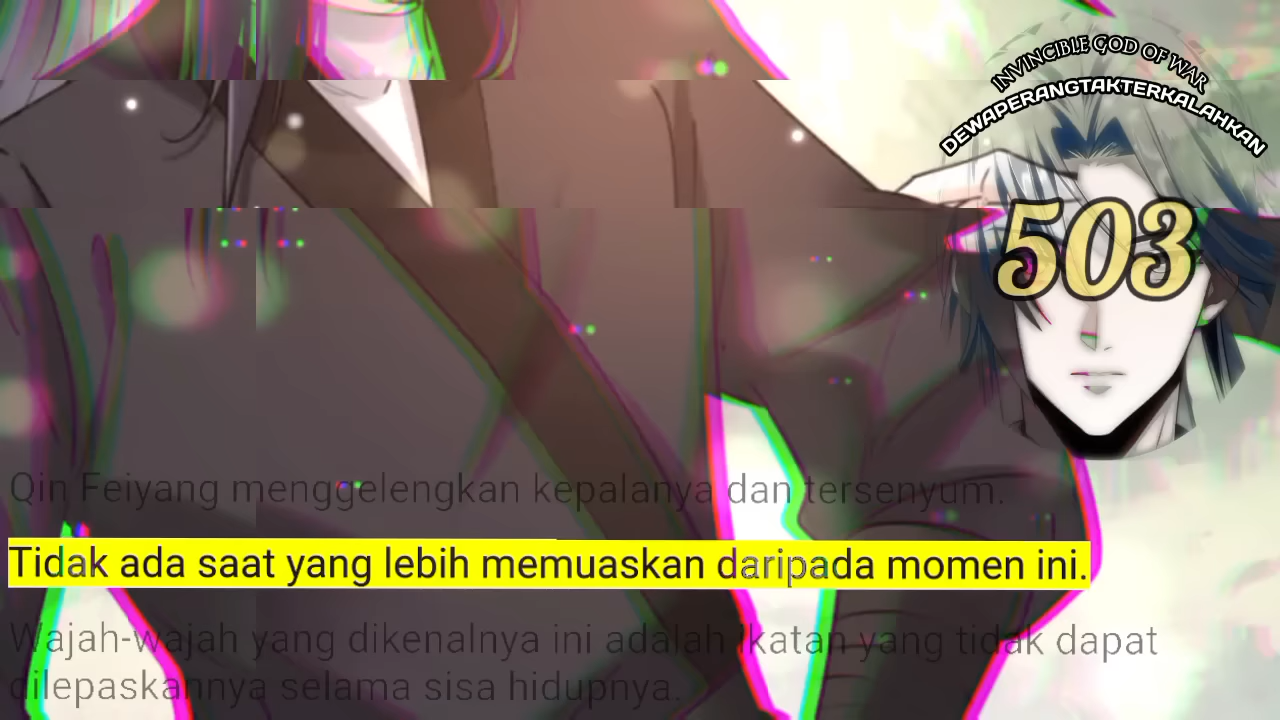 INVINCIBLE GOD OF WAR
DEWAPERANGTAKTERKALAHKAN
503
Qin Feiyang menggelengkan kepalanya dan tersenyum.
Tidak ada saat yang lebih memuaskan daripada momen ini.
Wajah-wajah yang dikenalnya ini adalah ikatan yang tidak dapat
dilepaskannya selama sisa hidupnya.